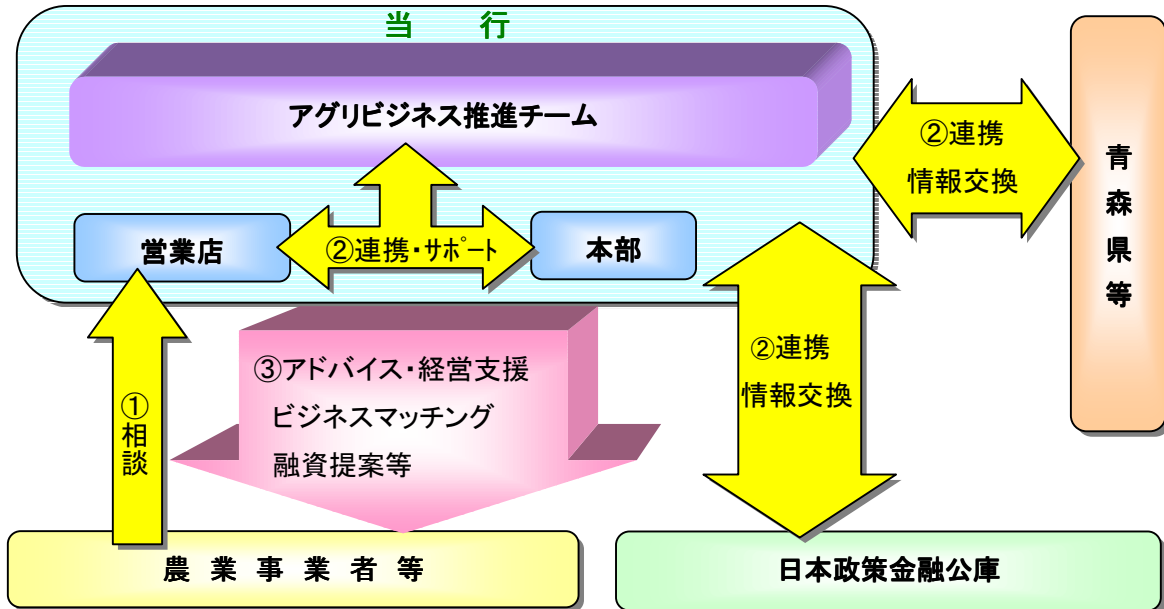 当 行
アグリビジネス推進チーム
②連携
情報交換
営業店
②連携・サポート
本部
青森県等
①相談
③アドバイス・経営支援
ビジネスマッチング
融資提案等
②連携
情報交換
農 業 事 業 者 等
日本政策金融公庫